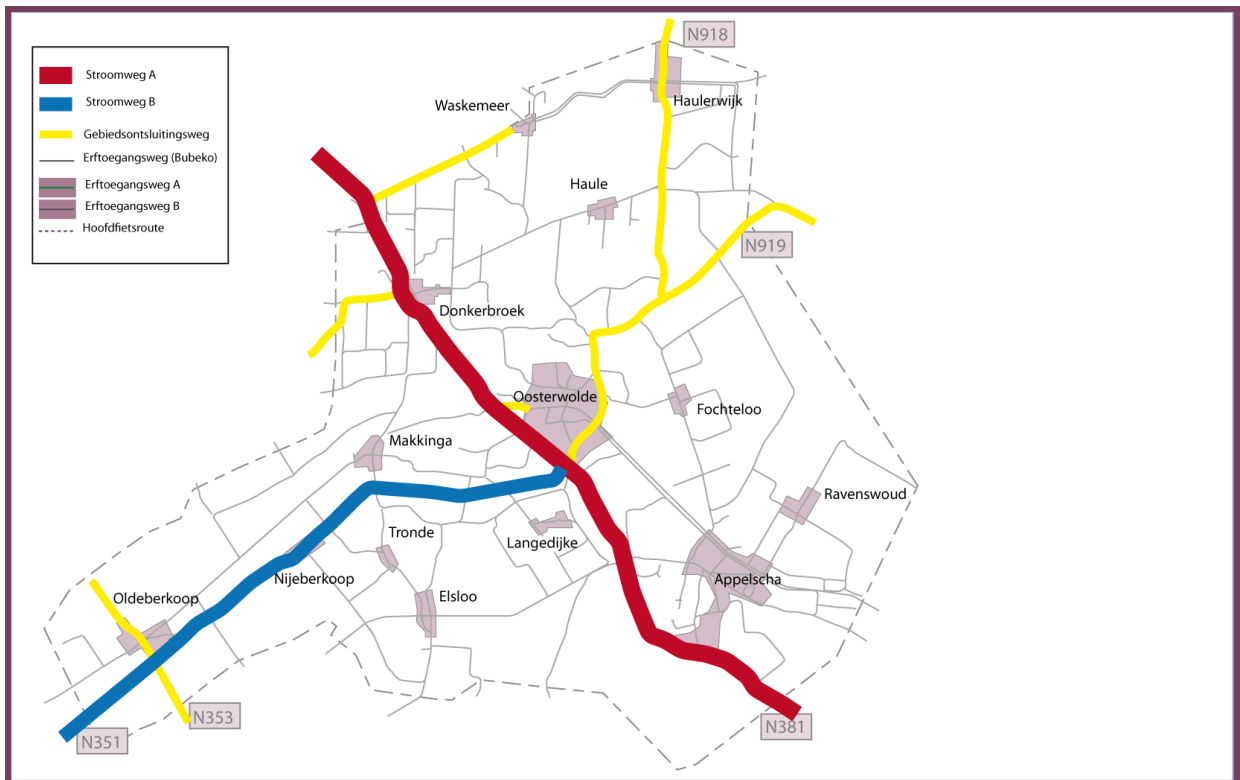 Stroomweg A
Stroomweg B
Gebiedsontsluitingsweg
Erftoegangsweg (Bubeko)
Erftoegangsweg A
Erftoegangsweg B
Hoofdfietsroute
N918
Waskemeer
Haulerwijk
Haule
N919
Donkerbroek
Oosterwolde
Fochteloo
Makkinga
Ravenswoud
Tronde
Langedijke
Nijeberkoop
Appelscha
Oldeberkoop
Elsloo
N353
N381
N351